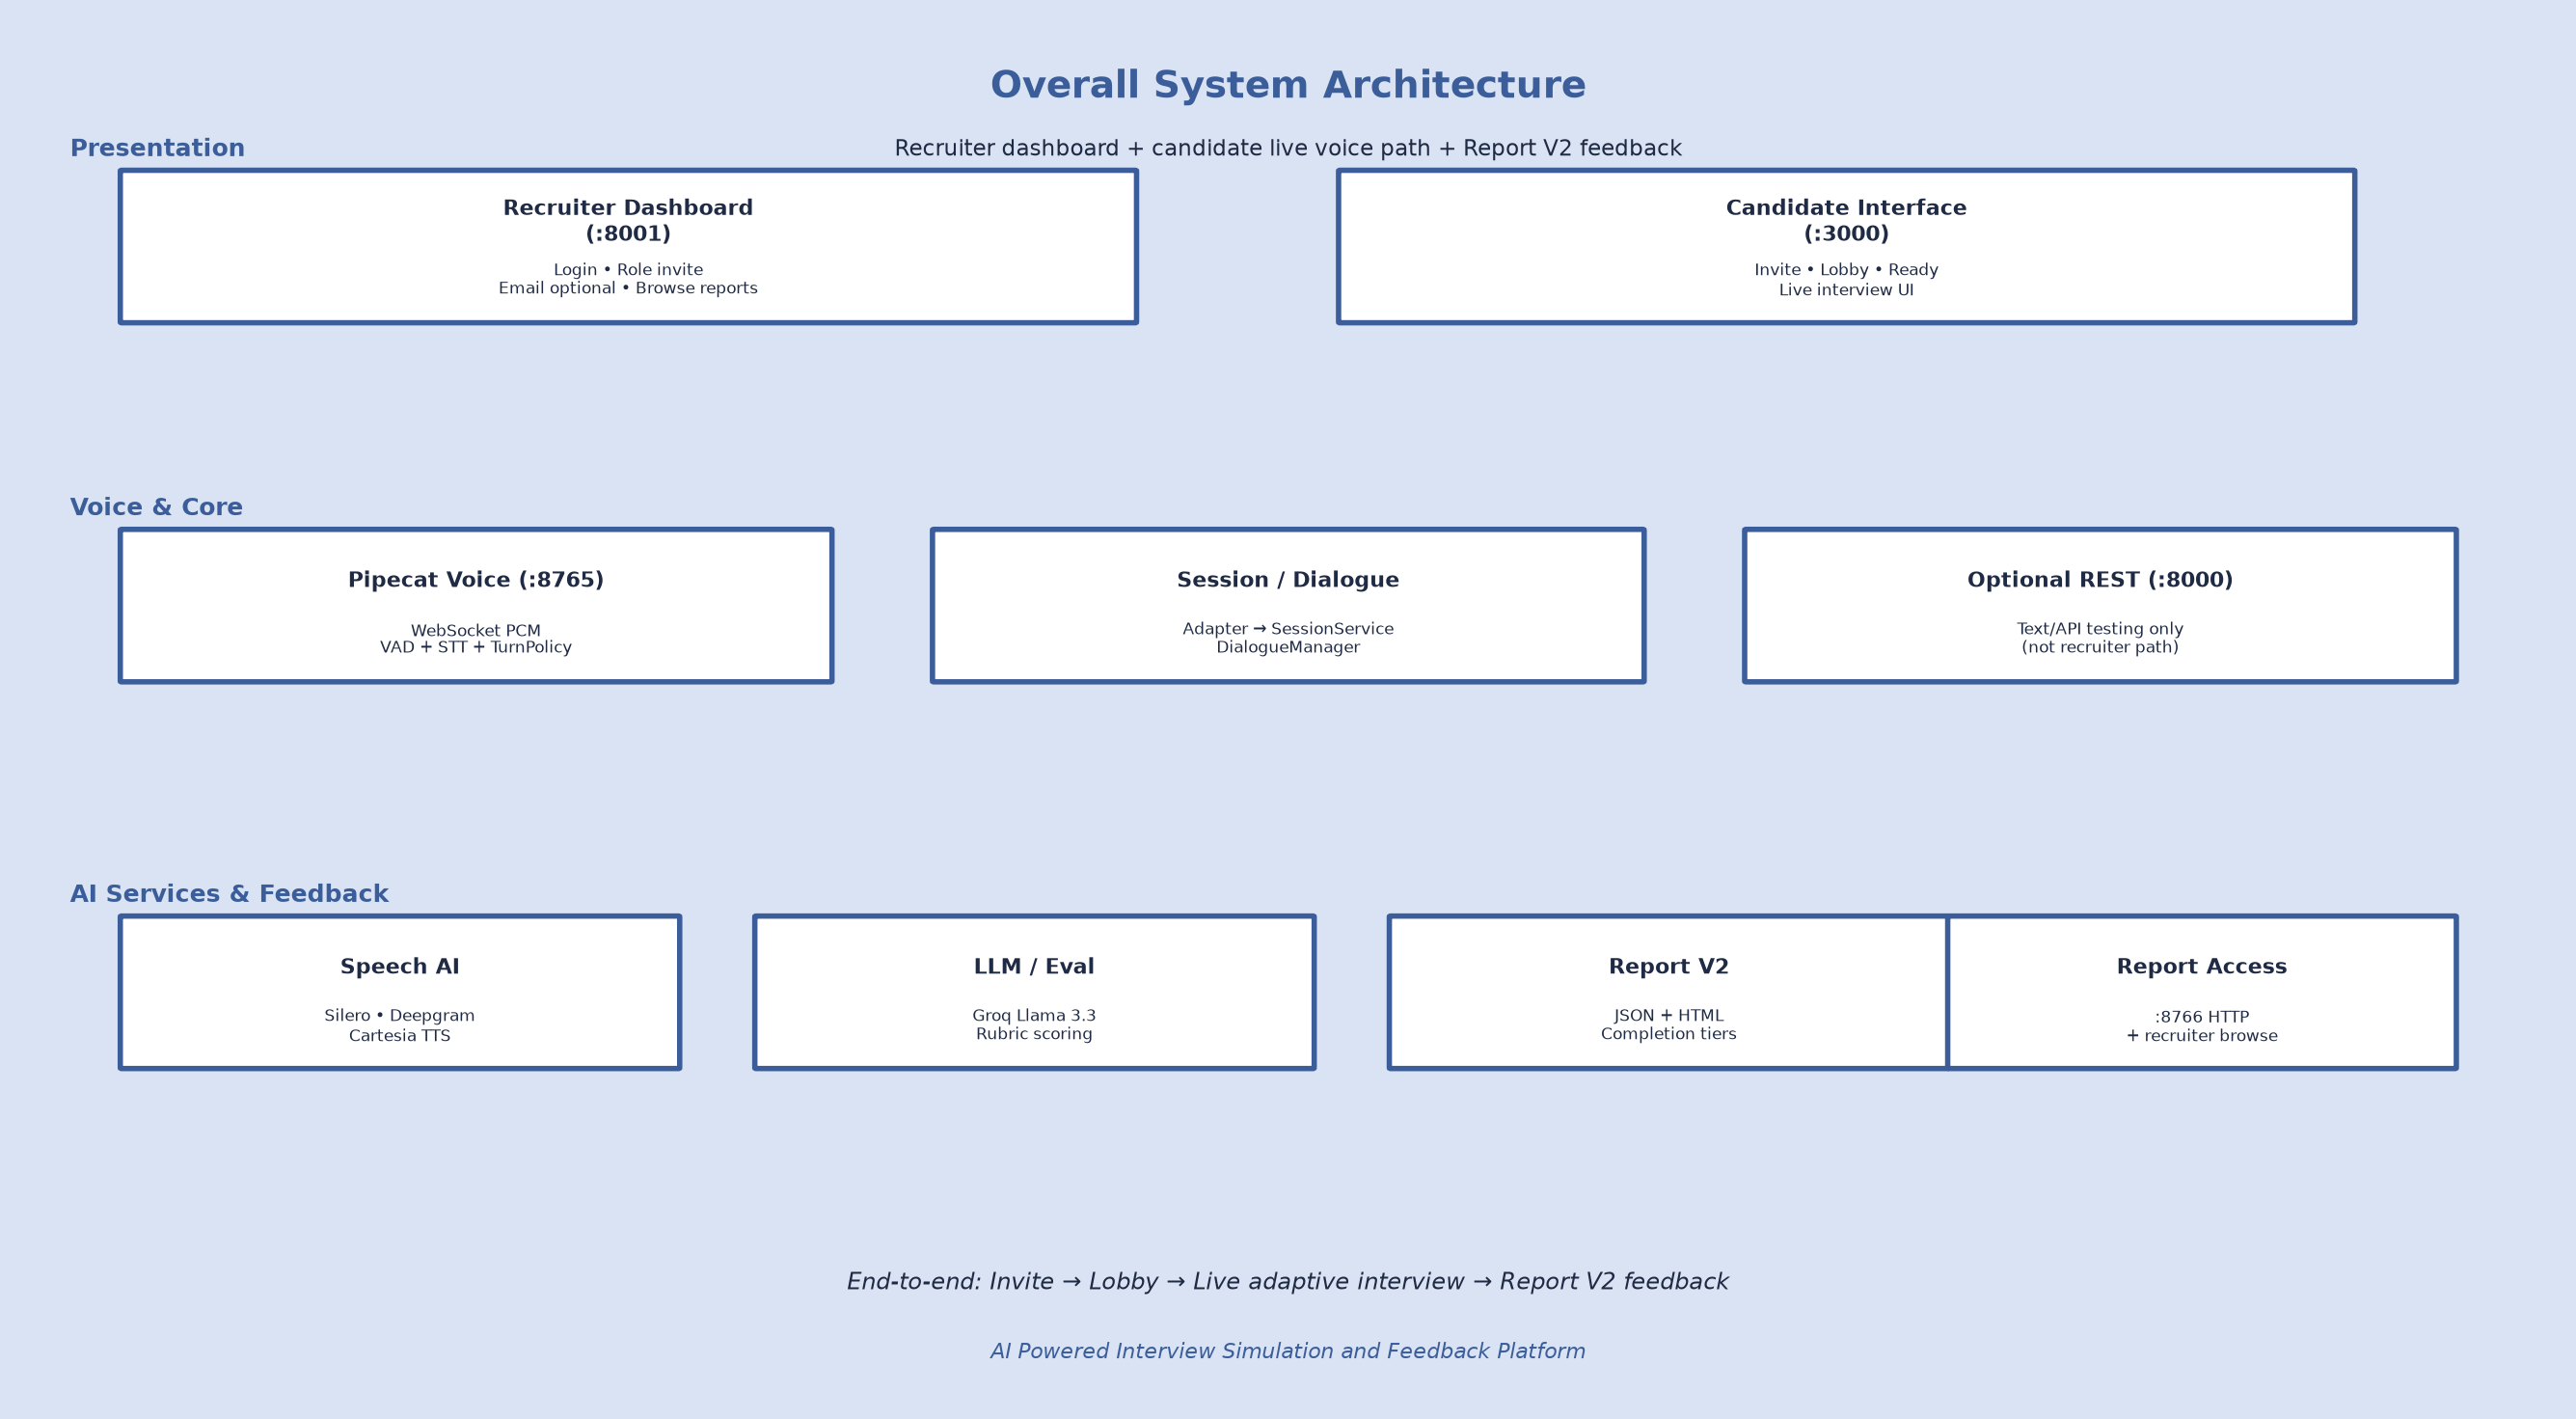 Overall System Architecture
Presentation
Recruiter dashboard + candidate live voice path + Report V2 feedback
Recruiter Dashboard
(:8001)
Login • Role invite
Email optional • Browse reports
Candidate Interface
(:3000)
Invite • Lobby • Ready
Live interview UI
Voice & Core
Pipecat Voice (:8765)
WebSocket PCM
VAD + STT + TurnPolicy
Session / Dialogue
Adapter → SessionService
DialogueManager
Optional REST (:8000)
Text/API testing only
(not recruiter path)
AI Services & Feedback
Speech AI
Silero • Deepgram
Cartesia TTS
LLM / Eval
Groq Llama 3.3
Rubric scoring
Report V2
JSON + HTML
Completion tiers
Report Access
:8766 HTTP
+ recruiter browse
End-to-end: Invite → Lobby → Live adaptive interview → Report V2 feedback
AI Powered Interview Simulation and Feedback Platform